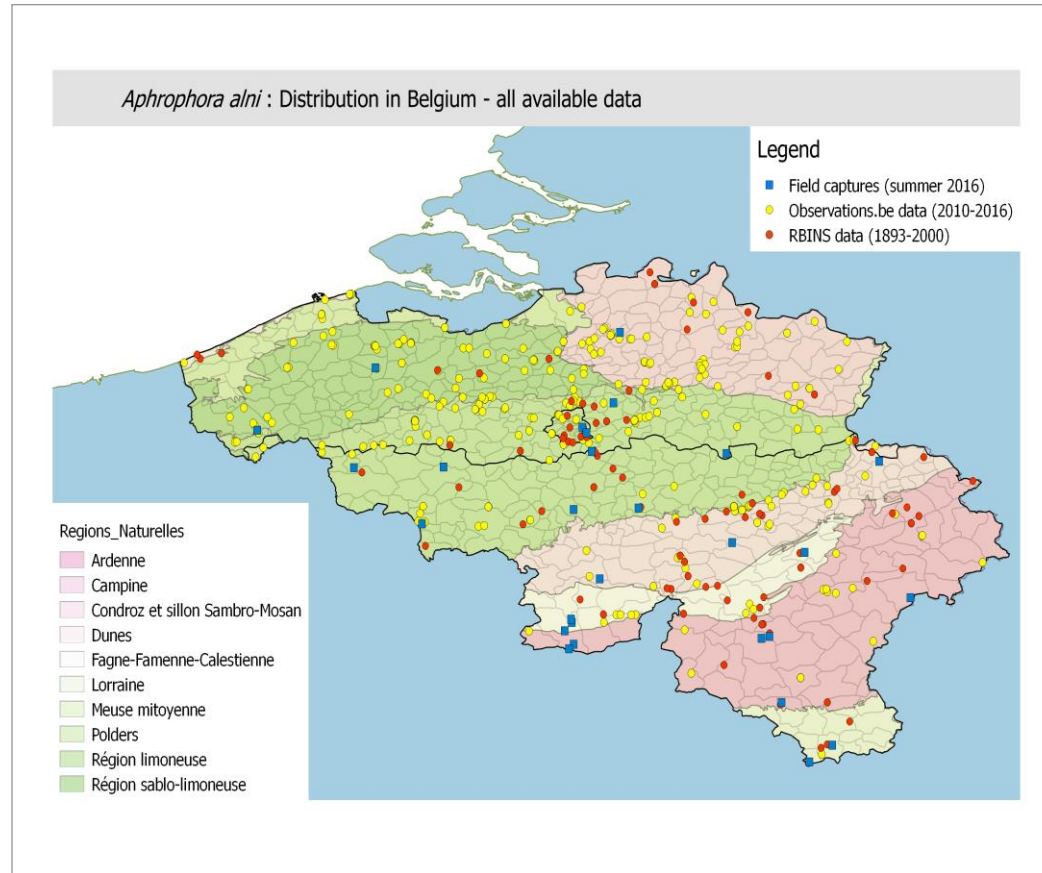 Aphrophora alni : Distribution in Belgium - all available data
Legend
Field captures (summer 2016)
Observations.be data (2010-2016)
RBINS data (1893-2000)
Regions_Naturelles
Ardenne
Campine
Condroz et sillon Sambro-Mosan
Dunes
Fagne-Famenne-Calestienne
Lorraine
Meuse mitoyenne
Polders
Région limoneuse
Région sablo-limoneuse